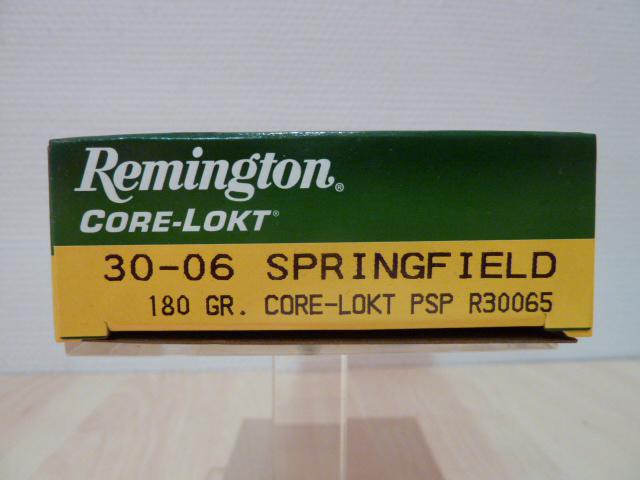 Remington®
CORE-LOKT®
30-06 SPRINGFIELD
180 GR. CORE-LOKT PSP R30065